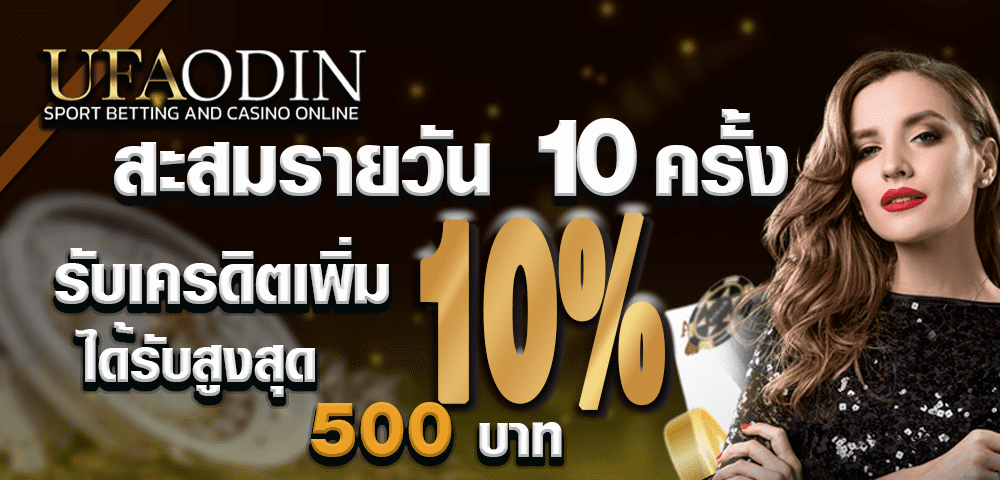 UFAODIN
SPORT BETTING AND CASINO ONLINE
สะสมรายวัน 10 ครั้ง
รับเครดิตเพิ่ม 10%
ได้รับสูงสุด
500 บาท
A